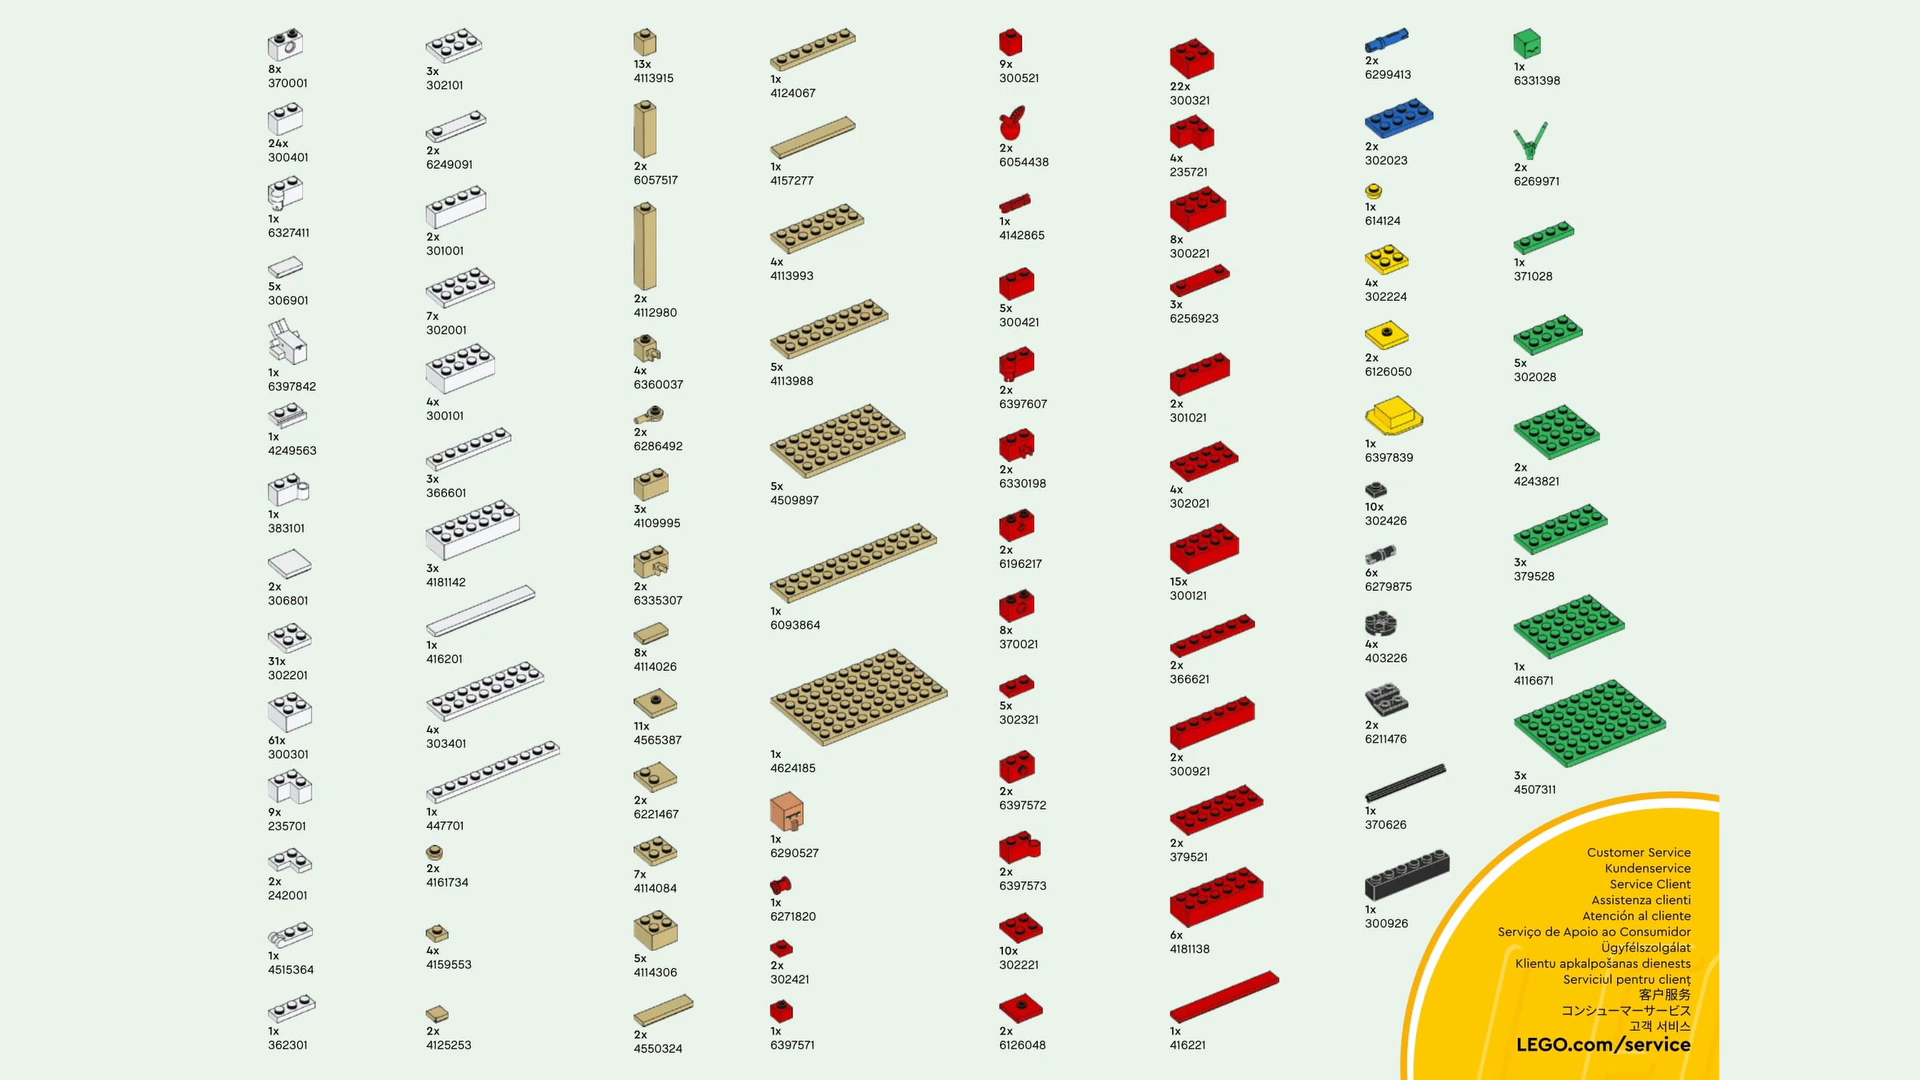 8x
370001
24x
300401
1x
6327411
5x
306901
1x
6397842
1x
4249563
1x
383101
2x
306801
31x
302201
61x
300301
9x
235701
2x
242001
1x
4515364
1x
362301
3x
302101
2x
6249091
2x
301001
7x
302001
4x
300101
3x
366601
3x
4181142
1x
416201
4x
303401
1x
447701
2x
4161734
4x
4159553
2x
4125253
13x
4113915
2x
6057517
2x
4112980
4x
6360037
2x
6286492
3x
4109995
2x
6335307
8x
4114026
11x
4565387
2x
6221467
7x
4114084
5x
4114306
2x
4550324
1x
4124067
1x
4157277
4x
4113993
5x
4113988
5x
4509897
1x
6093864
1x
4624185
1x
6290527
1x
6271820
2x
302421
1x
6397571
9x
300521
2x
6054438
1x
4142865
5x
300421
2x
6397607
2x
6330198
2x
6196217
8x
370021
5x
302321
2x
6397572
2x
6397573
10x
302221
2x
6126048
22x
300321
4x
235721
8x
300221
3x
6256923
2x
301021
4x
302021
15x
300121
2x
366621
2x
300921
2x
379521
6x
4181138
1x
416221
2x
6299413
2x
302023
1x
614124
4x
302224
2x
6126050
1x
6397839
10x
302426
6x
6279875
4x
403226
2x
6211476
1x
370626
1x
300926
1x
6331398
2x
6269971
1x
371028
5x
302028
2x
4243821
3x
379528
1x
4116671
3x
4507311
Customer Service
Kundenservice
Service Client
Assistenza clienti
Atención al cliente
Serviço de Apoio ao Consumidor
Ügyfélszolgálat
Klientu apkalpošanas dienests
Serviciul pentru clienț
客户服务
コンシューマーサービス
고객 서비스
LEGO.com/service